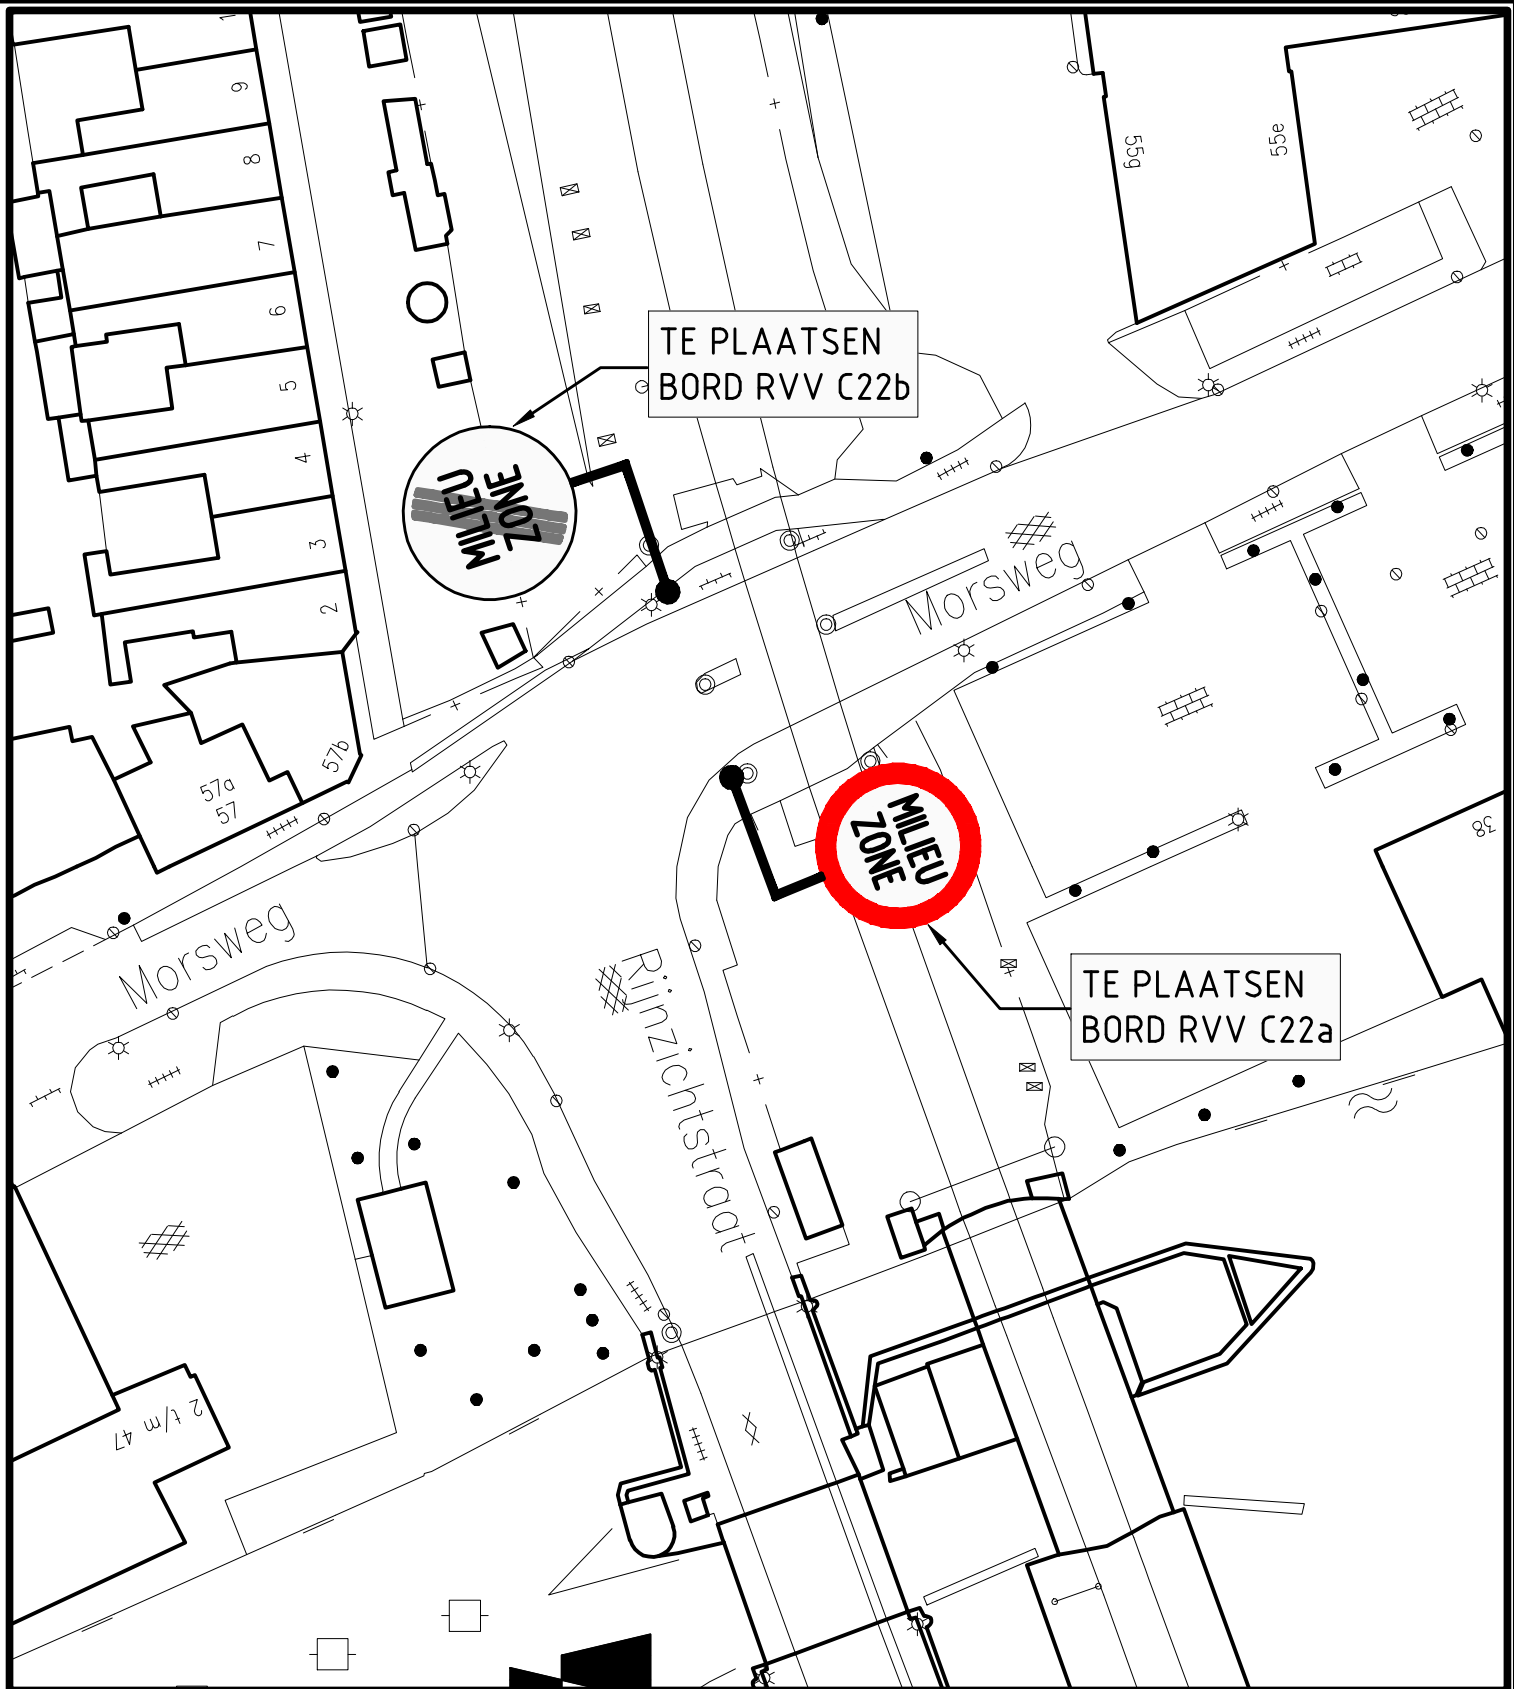 9
8
7
6
5
4
3
2
55g
55e
TE PLAATSEN
BORD RVV C22b
MILIEU
ZONE
Morsweg
57b
57a
57
MILIEU
ZONE
38
Morsweg
Rijnzichtstraat
TE PLAATSEN
BORD RVV C22a
2 t/m 47